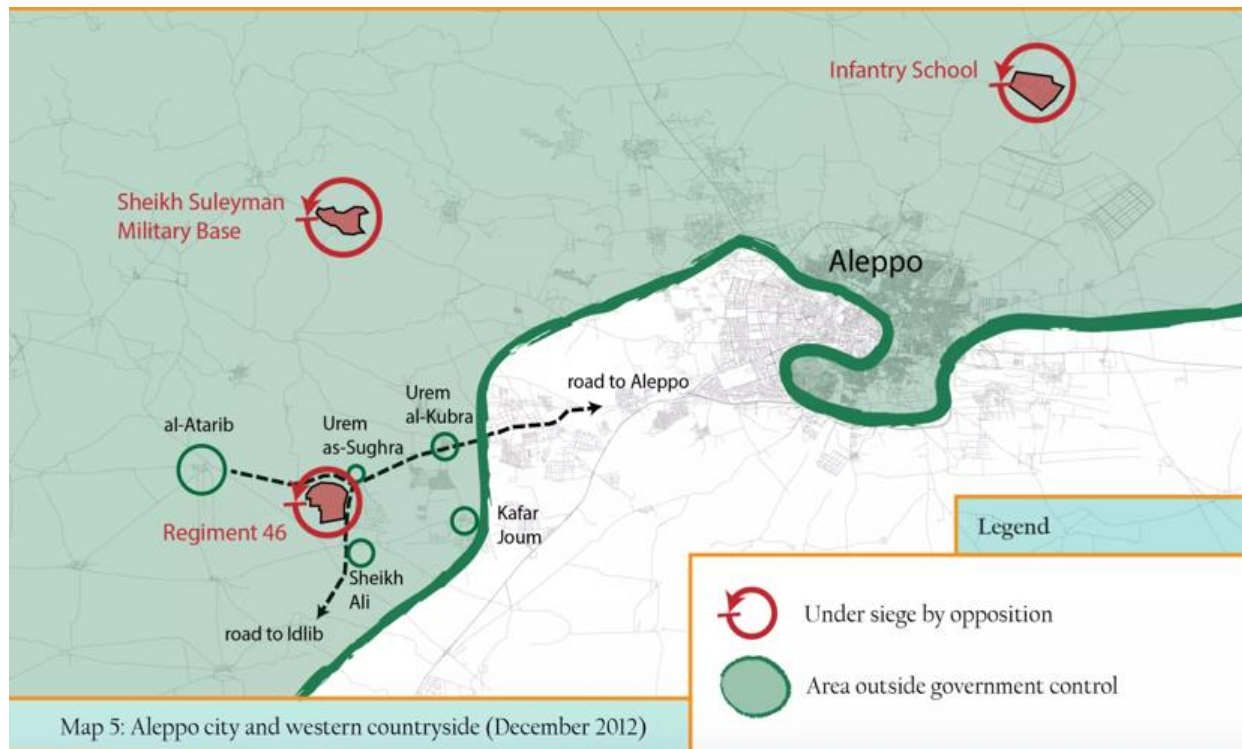 Infantry School
Sheikh Suleyman
Military Base
Aleppo
road to Aleppo
Urem
al-Kubra
Urem
as-Sughra
al-Atarib
Regiment 46
Kafar
Joum
Sheikh
Ali
road to Idlib
Legend
Under siege by opposition
Area outside government control
Map 5: Aleppo city and western countryside (December 2012)